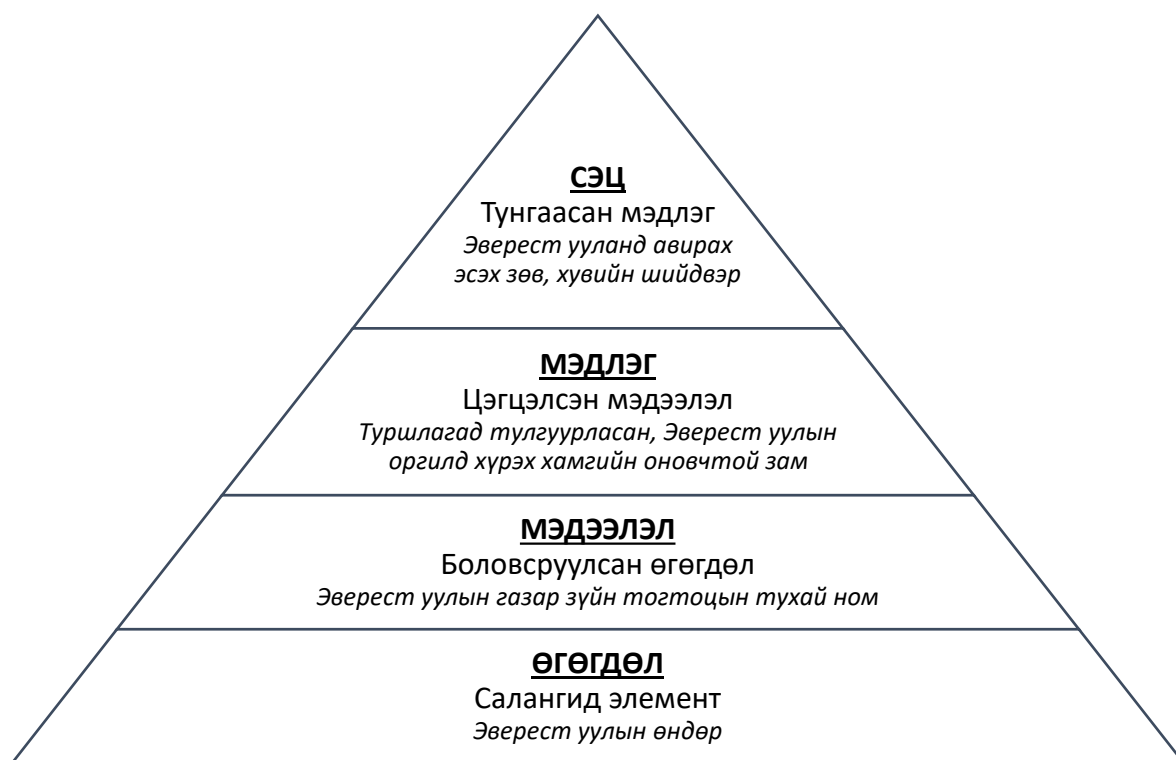 СЭЦ
Тунгаасан мэдлэг
Эверест ууланд авирах
эсэх зөв, хувийн шийдвэр
МЭДЛЭГ
Цэгцэлсэн мэдээлэл
Туршлагад тулгуурласан, Эверест уулын
оргилд хүрэх хамгийн оновчтой зам
МЭДЭЭЛЭЛ
Боловсруулсан өгөгдөл
Эверест уулын газар зүйн тогтоцын тухай ном
ӨГӨГДӨЛ
Салангид элемент
Эверест уулын өндөр